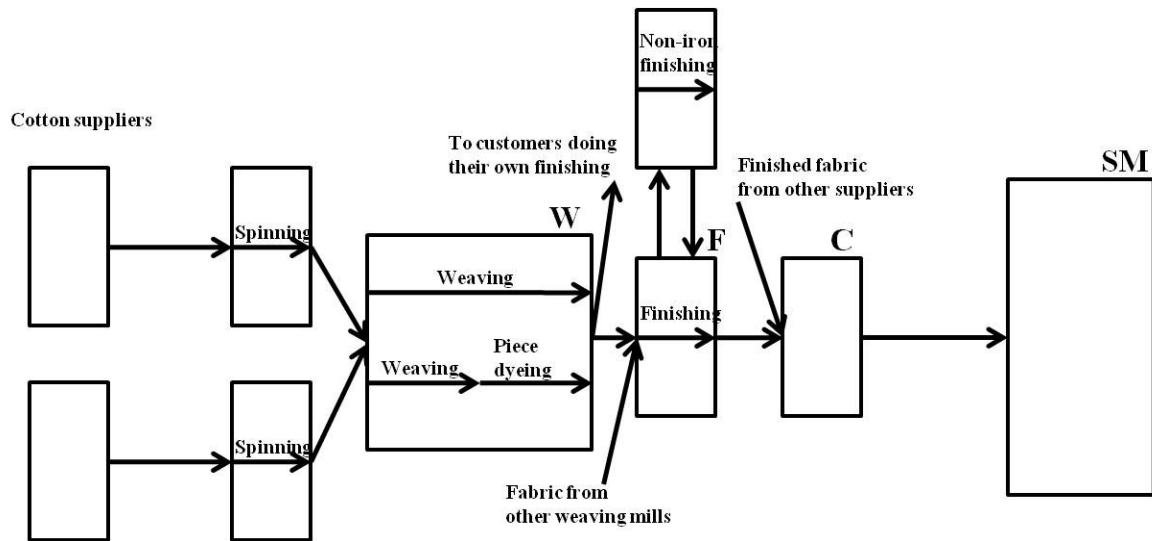 Non-iron
finishing
Cotton suppliers
To customers doing
their own finishing
Finished fabric
from other suppliers
SM
W
F
C
Spinning
Weaving
Finishing
Weaving
Piece
dyeing
Spinning
Fabric from
other weaving mills